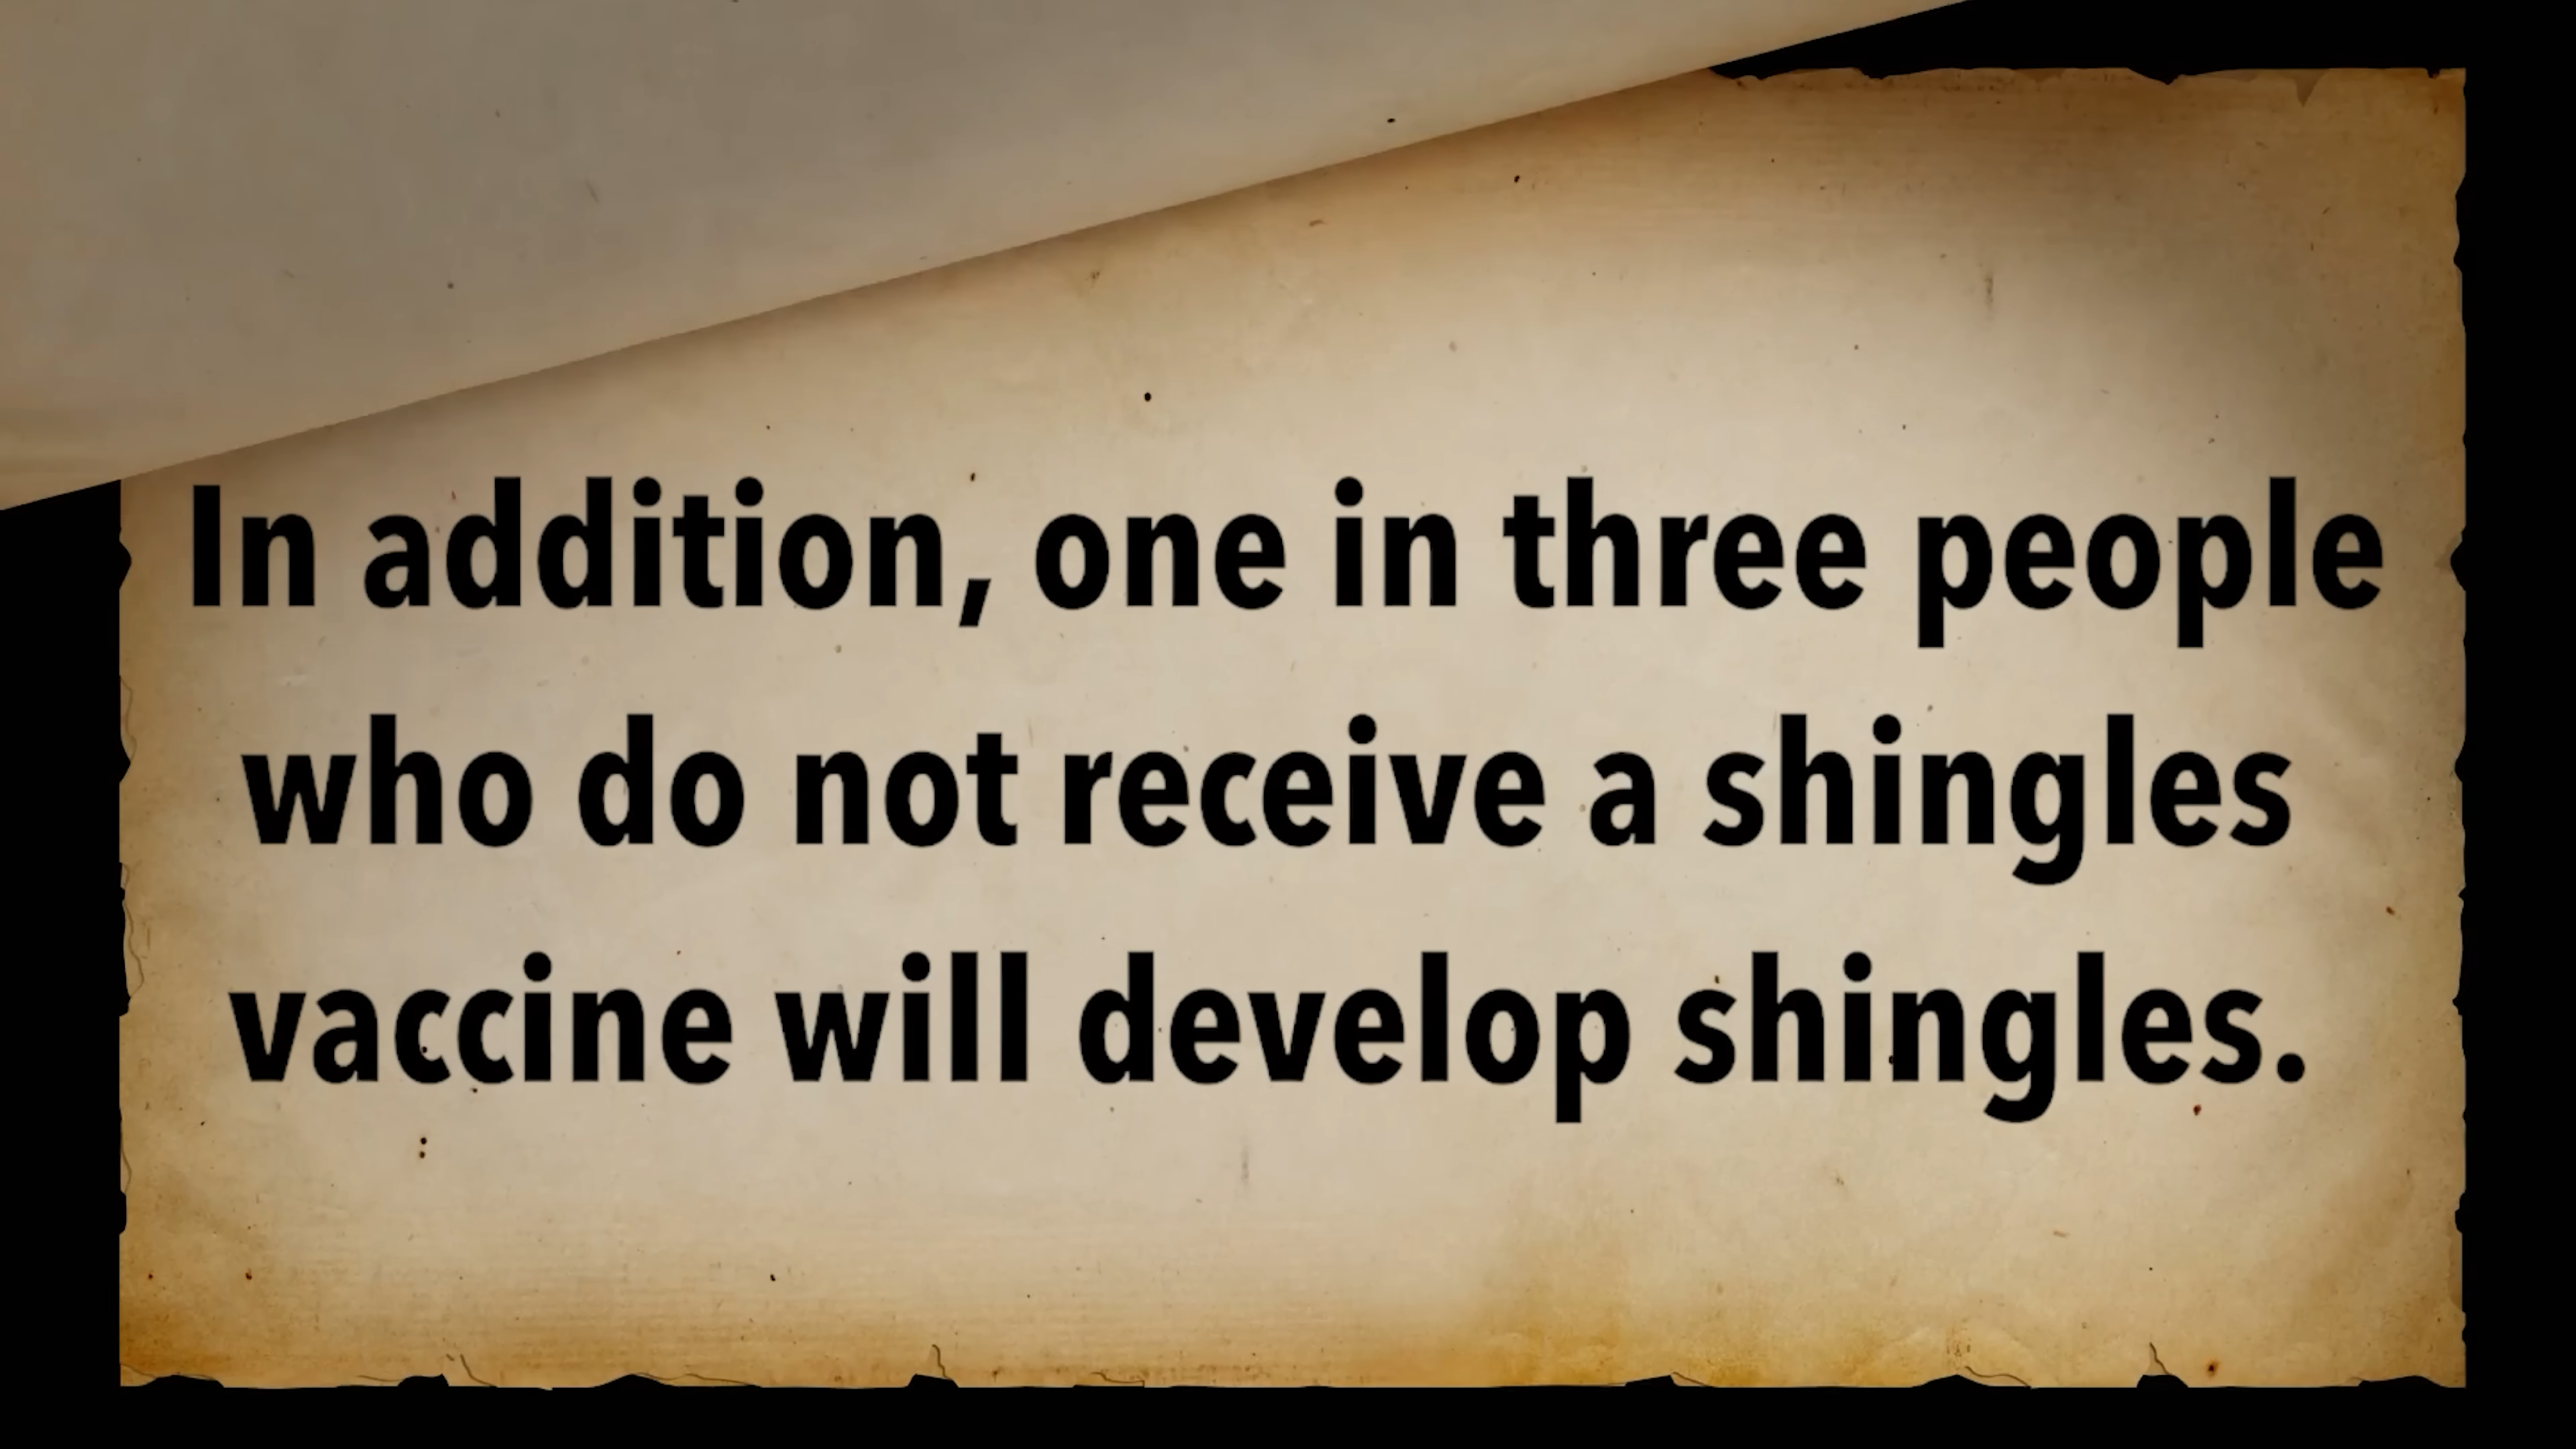 In addition, one in three people
who do not receive a shingles
vaccine will develop shingles.